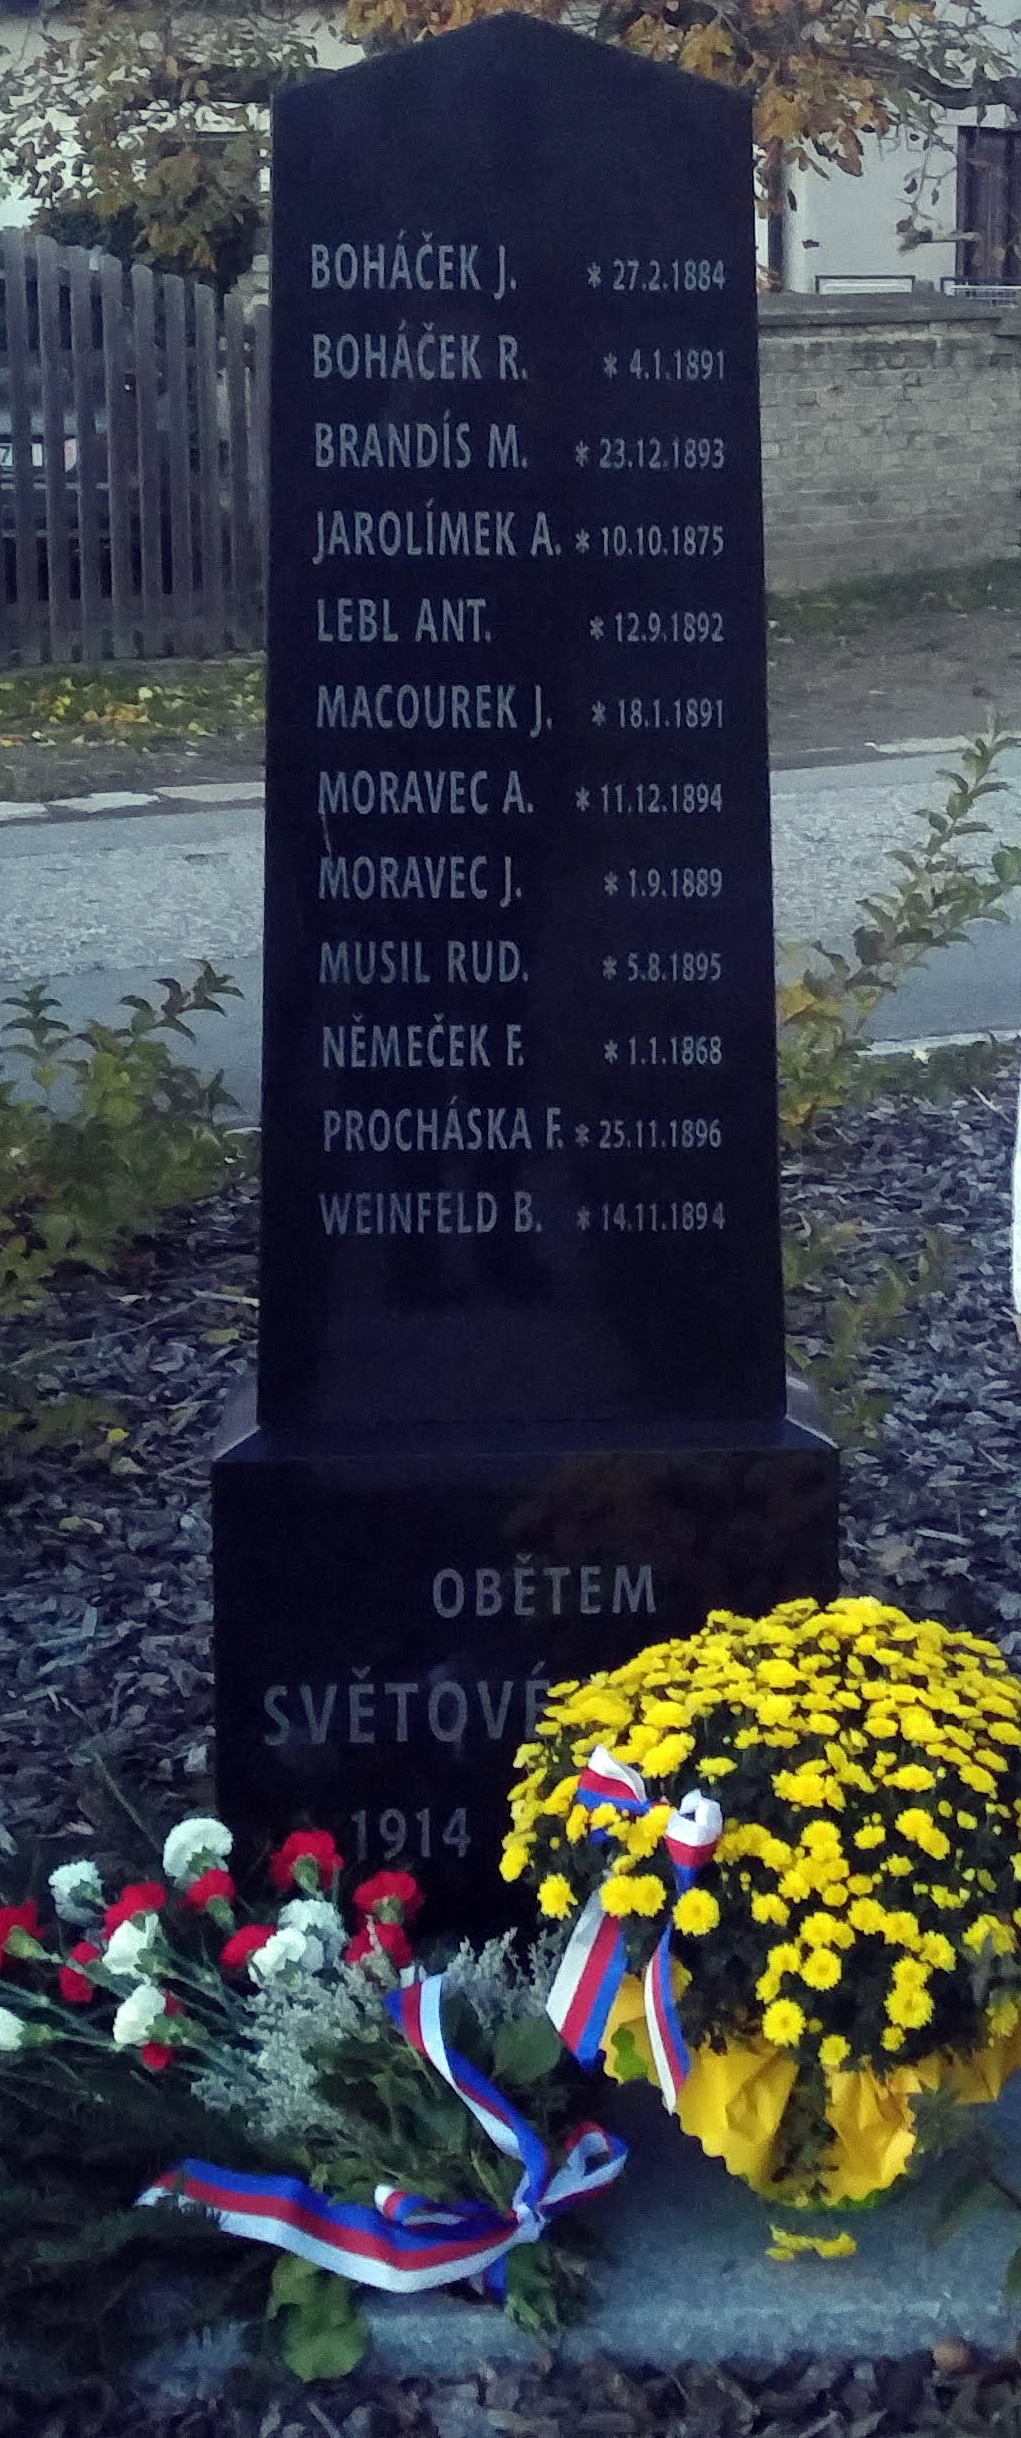 BOHÁČEK J. * 27.2.1884
BOHÁČEK R. * 4.1.1891
BRANDÍS M. * 23.12.1893
JAROLÍMEK A. * 10.10.1875
LEBL ANT. * 12.9.1892
MACOUREK J. * 18.1.1891
MORAVEC A. * 11.12.1894
MORAVEC J. * 1.9.1889
MUSIL RUD. * 5.8.1895
NĚMEČEK F. * 1.1.1868
PROCHÁSKA F. * 25.11.1896
WEINFELD B. * 14.11.1894
OBĚTEM
SVĚTOVÉ
1914